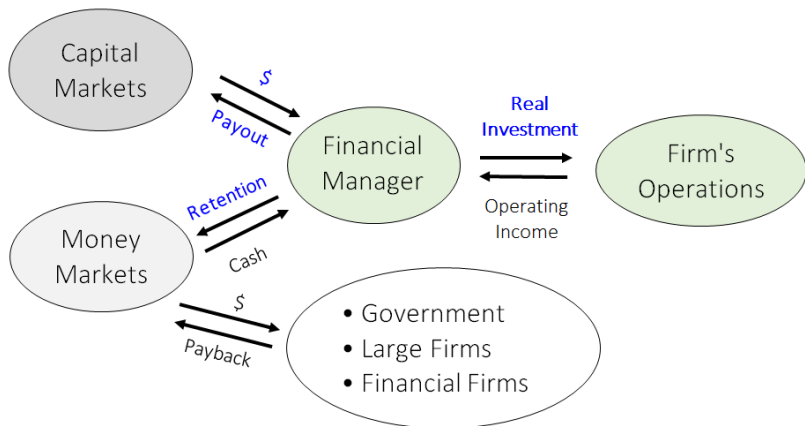 Capital
Markets
$
Payout
Financial
Manager
Real
Investment
Operating
Income
Firm's
Operations
Retention
Cash
Money
Markets
$
Payback
• Government
• Large Firms
• Financial Firms